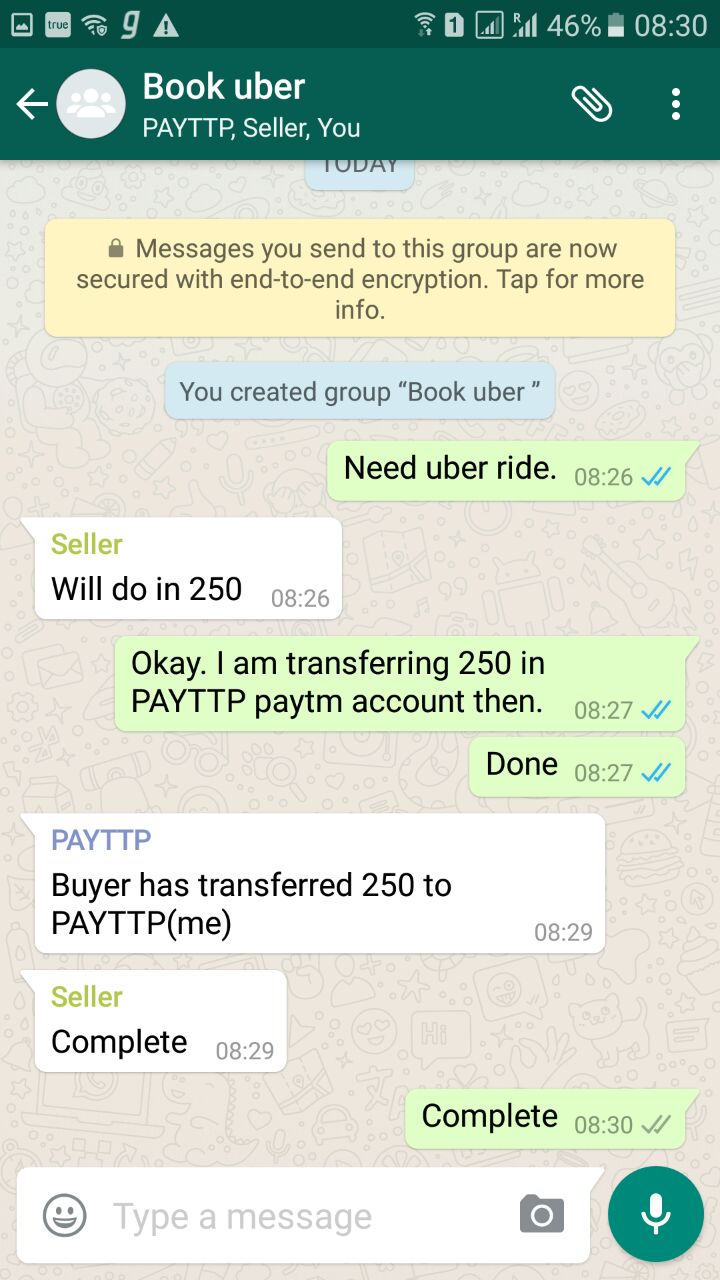 true g 1 R 46% 08:30
Book uber
PAYTTP, Seller, You
TODAY
Messages you send to this group are now
secured with end-to-end encryption. Tap for more
info.
You created group “Book uber ”
Need uber ride. 08:26
Seller
Will do in 250 08:26
Okay. I am transferring 250 in
PAYTTP paytm account then. 08:27
Done 08:27
PAYTTP
Buyer has transferred 250 to
PAYTTP(me) 08:29
Seller
Complete 08:29
Hi
Complete 08:30
Type a message